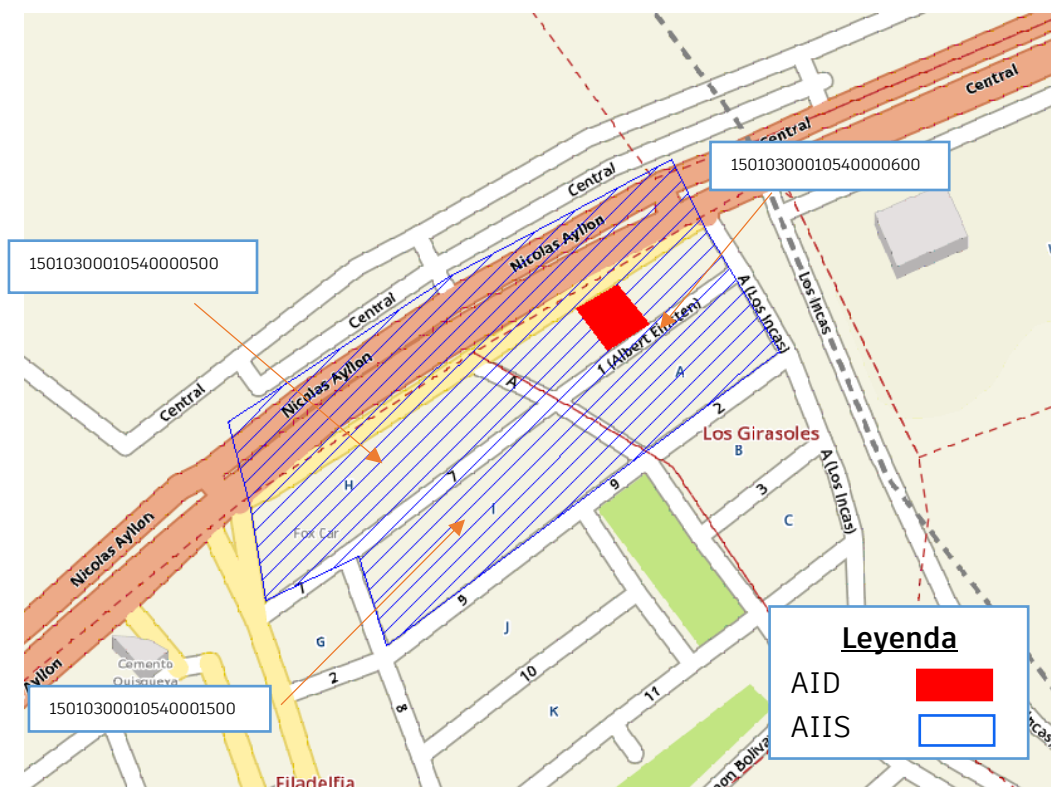 Central
Central
Central
15010300010540000600
Nicolas Ayllon
15010300010540000500
Los Incas
A (Los Incas)
Central
1 (Albert Einsten)
Nicolas Ayllon
A
A
Central
2
Los Girasoles
B
A (Los Incas)
H
7
9
3
I
C
Nicolas Ayllon
Fox Car
7
9
J
G
Leyenda
Cemento
Quisqueya
2
10
AID
Ayllon
11
15010300010540001500
8
K
AIIS
Filadelfia